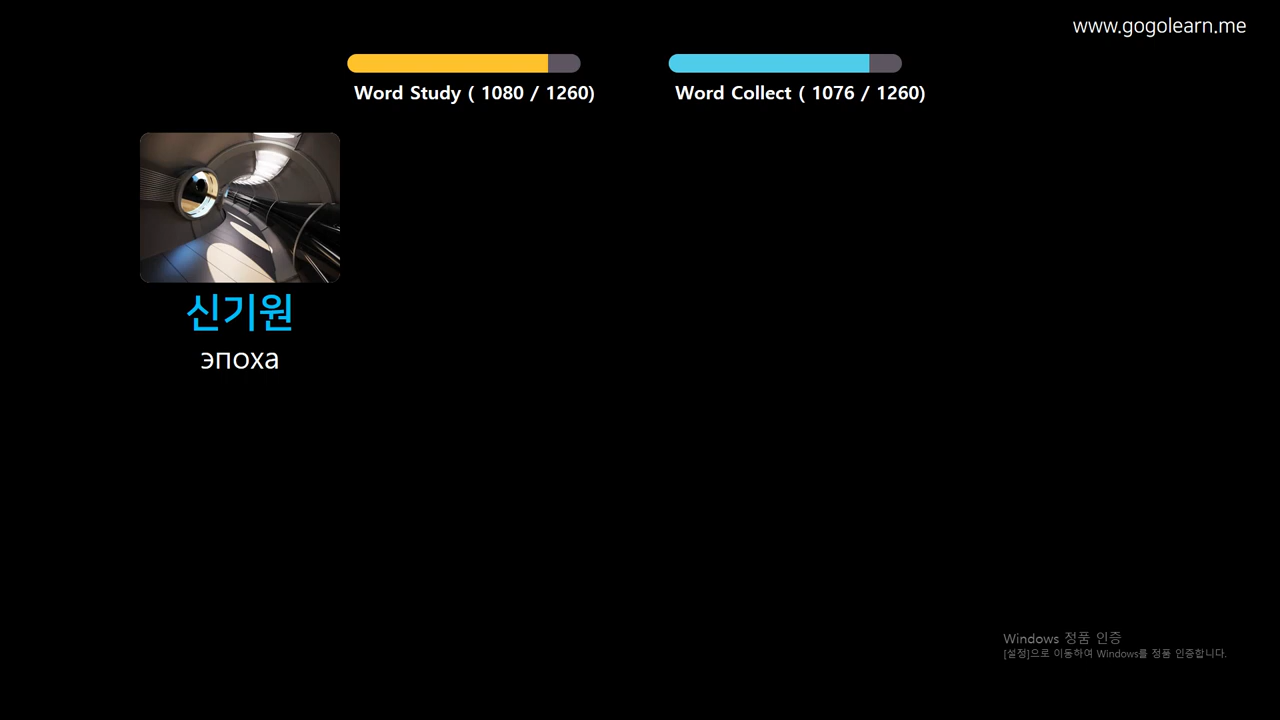 www.gogolearn.me
Word Study ( 1080 / 1260)
Word Collect ( 1076 / 1260)
신기원
эпоха
Windows 정품 인증
[설정]으로 이동하여 Windows를 정품 인증합니다.